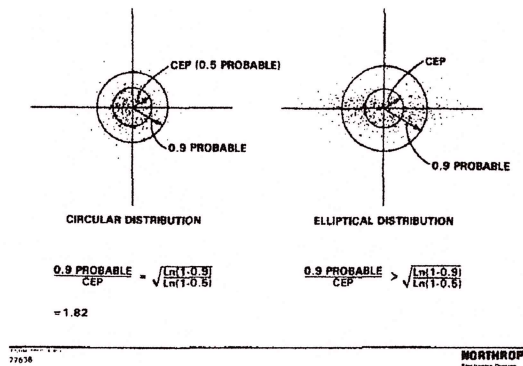 CEP (0.5 PROBABLE)
0.9 PROBABLE
CIRCULAR DISTRIBUTION
0.9 PROBABLE / CEP = √Ln(1-0.9) / Ln(1-0.5)
=1.82
CEP
0.9 PROBABLE
ELLIPTICAL DISTRIBUTION
0.9 PROBABLE / CEP > √Ln(1-0.9) / Ln(1-0.5)
77638
NORTHROP